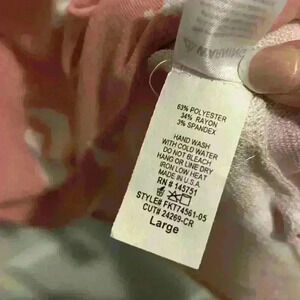 WARNING
63% POLYESTER
34% RAYON
3% SPANDEX
HAND WASH
WITH COLD WATER
DO NOT BLEACH
HANG OR LINE DRY
IRON LOW HEAT
MADE IN U.S.A.
RN # 145751
STYLE# FKT74561-05
CUT# 24269-CR
Large